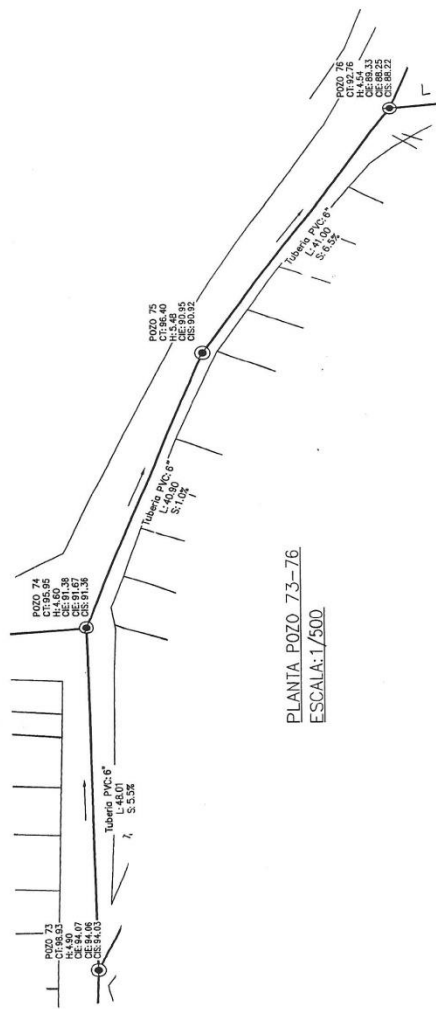 POZO 73
CT:98.93
H:4.90
CIE:94.07
CIE:94.06
CIS:94.03
Tuberia PVC: 6"
L: 48.01
S: 5.5%
POZO 74
CT:95.95
H:4.60
CIE:91.38
CIE:91.67
CIS:91.36
Tuberia PVC: 6"
L: 40.90
S: 1.0%
POZO 75
CT:96.40
H:5.48
CIE:90.95
CIS:90.92
Tuberia PVC: 6"
L: 41.00
S: 6.5%
POZO 76
CT:92.76
H:4.54
CIE:89.33
CIE:88.25
CIS:88.22
PLANTA POZO 73-76
ESCALA:1/500